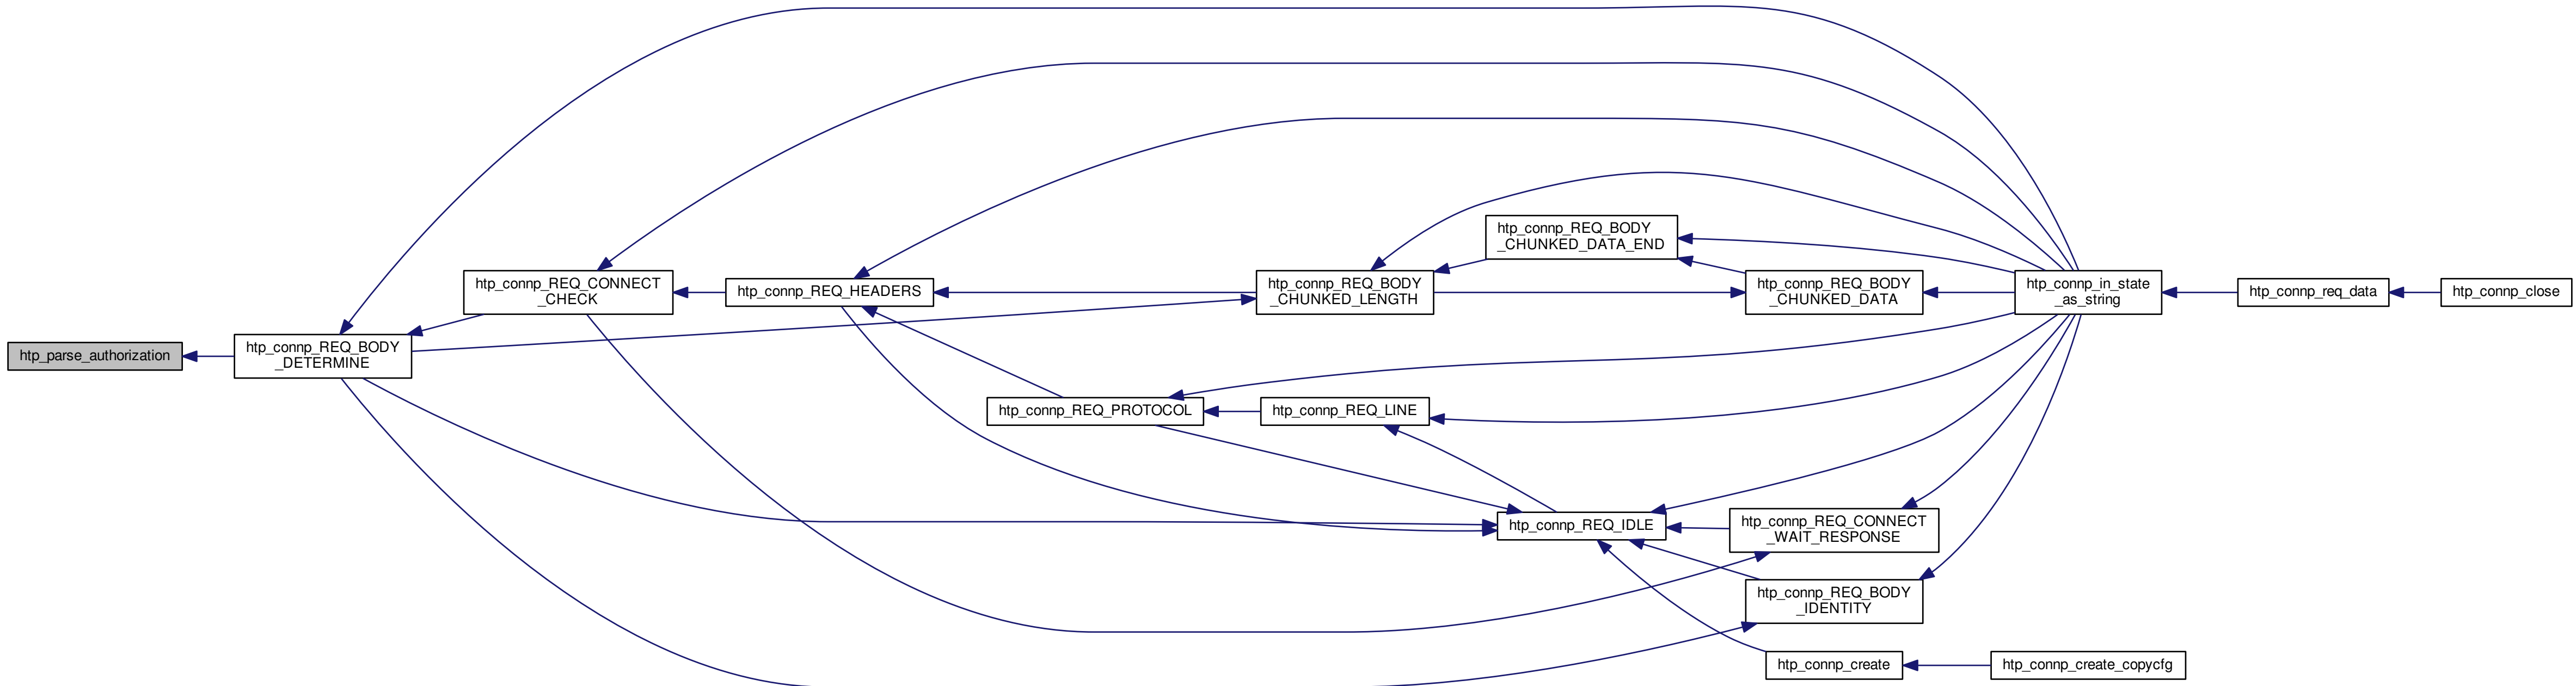 htp_parse_authorization
htp_connp_REQ_BODY
_DETERMINE
htp_connp_REQ_CONNECT
_CHECK
htp_connp_REQ_HEADERS
htp_connp_REQ_PROTOCOL
htp_connp_REQ_BODY
_CHUNKED_LENGTH
htp_connp_REQ_LINE
htp_connp_REQ_BODY
_CHUNKED_DATA_END
htp_connp_REQ_IDLE
htp_connp_REQ_BODY
_CHUNKED_DATA
htp_connp_REQ_CONNECT
_WAIT_RESPONSE
htp_connp_REQ_BODY
_IDENTITY
htp_connp_create
htp_connp_in_state
_as_string
htp_connp_create_copycfg
htp_connp_req_data
htp_connp_close